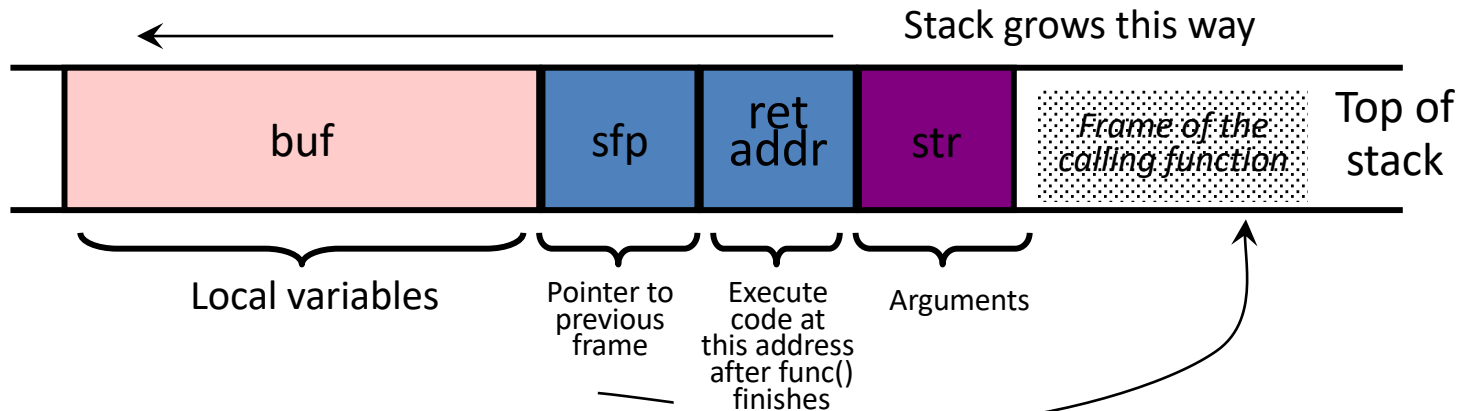 Stack grows this way
buf
sfp
ret
addr
str
Frame of the
calling function
Top of
stack
Local variables
Pointer to
previous
frame
Execute
code at
this address
after func()
finishes
Arguments